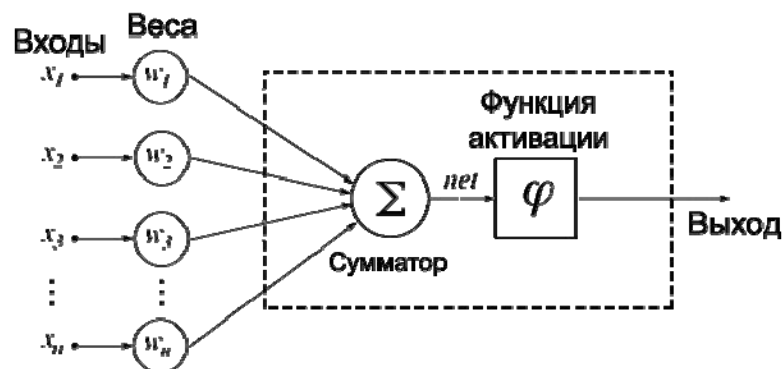 Входы Веса
x₁ w₁
x₂ w₂
x₃ w₃
⋮ ⋮
xₙ wₙ
Σ
Сумматор
net
Функция
активации
φ
Выход